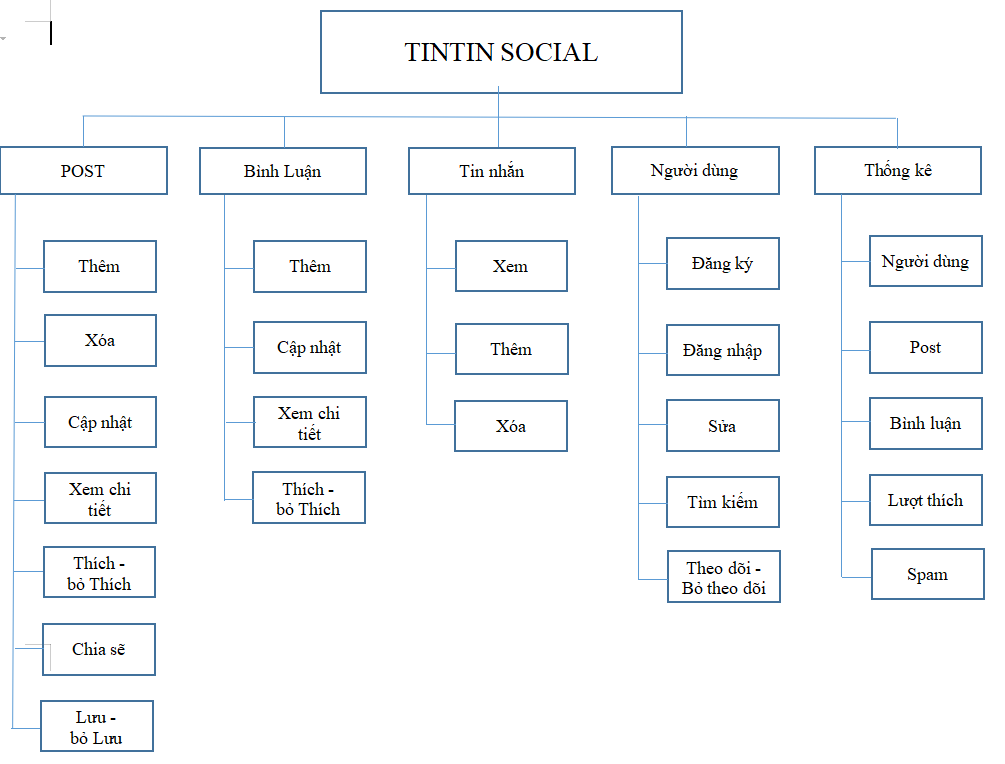 TINTIN SOCIAL
POST
Bình Luận
Tin nhắn
Người dùng
Thống kê
Thêm
Xóa
Cập nhật
Xem chi
tiết
Thích -
bỏ Thích
Chia sẽ
Lưu -
bỏ Lưu
Thêm
Cập nhật
Xem chi
tiết
Thích -
bỏ Thích
Xem
Thêm
Xóa
Đăng ký
Đăng nhập
Sửa
Tìm kiếm
Theo dõi -
Bỏ theo dõi
Người dùng
Post
Bình luận
Lượt thích
Spam